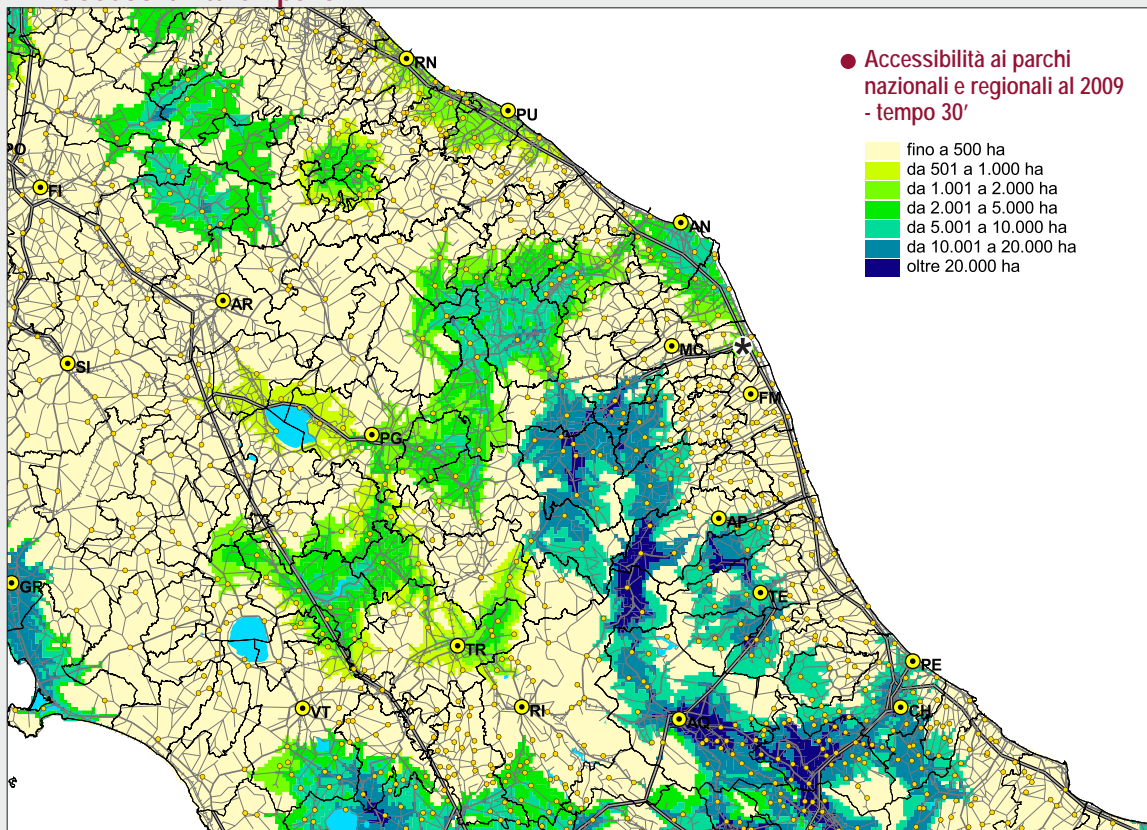 Accessibilità ai parchi
nazionali e regionali al 2009
- tempo 30'
fino a 500 ha
da 501 a 1.000 ha
da 1.001 a 2.000 ha
da 2.001 a 5.000 ha
da 5.001 a 10.000 ha
da 10.001 a 20.000 ha
oltre 20.000 ha
RN
PU
PO
FI
AN
AR
MC
*
SI
FM
PG
AP
GR
TE
TR
PE
VT
RI
AQ
CH